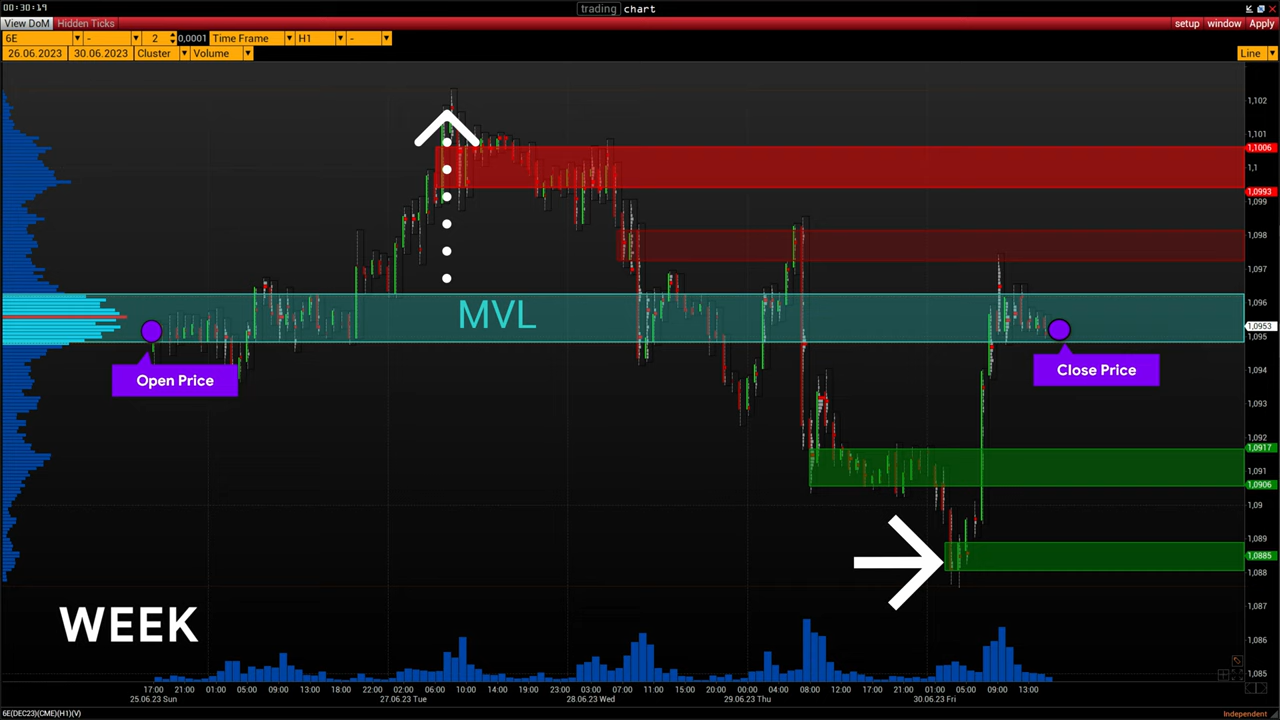 00:30:19
trading chart
View DoM Hidden Ticks
setup window Apply
6E - 2 0,0001 Time Frame H1 -
26.06.2023 30.06.2023 Cluster Volume Line
1,102
1,101
1,1006
1,1
1,0993
1,098
1,097
1,096
1,0953
1,095
1,094
1,093
1,092
1,0917
1,091
1,0906
1,09
1,089
1,0885
1,088
1,087
1,086
1,085
MVL
Open Price
Close Price
WEEK
17:00 21:00 01:00 05:00 09:00 13:00 18:00 22:00 02:00 06:00 10:00 14:00 19:00 23:00 03:00 07:00 11:00 15:00 20:00 00:00 04:00 08:00 12:00 17:00 21:00 01:00 05:00 09:00 13:00
25.06.23 Sun 27.06.23 Tue 28.06.23 Wed 29.06.23 Thu 30.06.23 Fri
6E(DEC23)(CME)(H1)(V) Independent